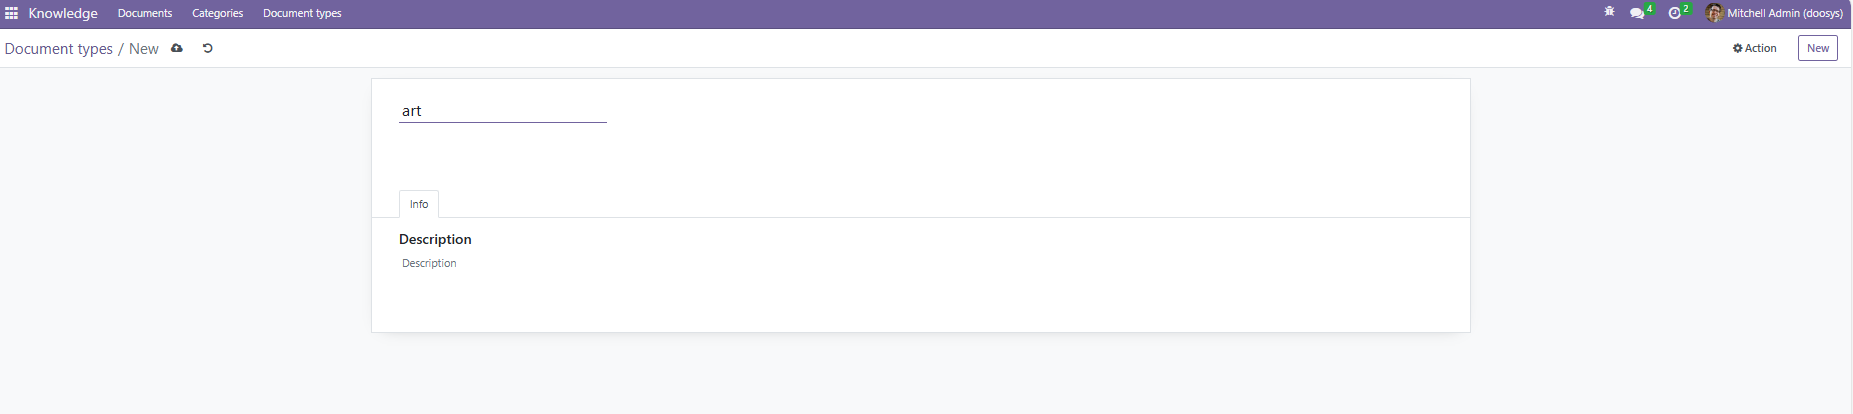 Knowledge Documents Categories Document types 4 2 Mitchell Admin (doosys)
Document types / New Action New
art
Info
Description
Description